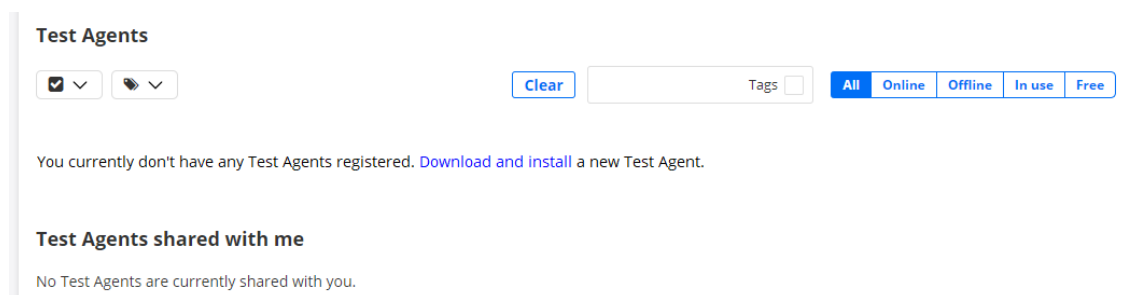 Test Agents
Clear Tags All Online Offline In use Free
You currently don't have any Test Agents registered. Download and install a new Test Agent.
Test Agents shared with me
No Test Agents are currently shared with you.